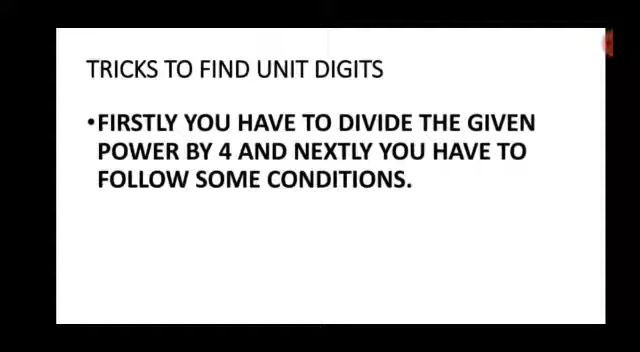 TRICKS TO FIND UNIT DIGITS
•FIRSTLY YOU HAVE TO DIVIDE THE GIVEN
POWER BY 4 AND NEXTLY YOU HAVE TO
FOLLOW SOME CONDITIONS.